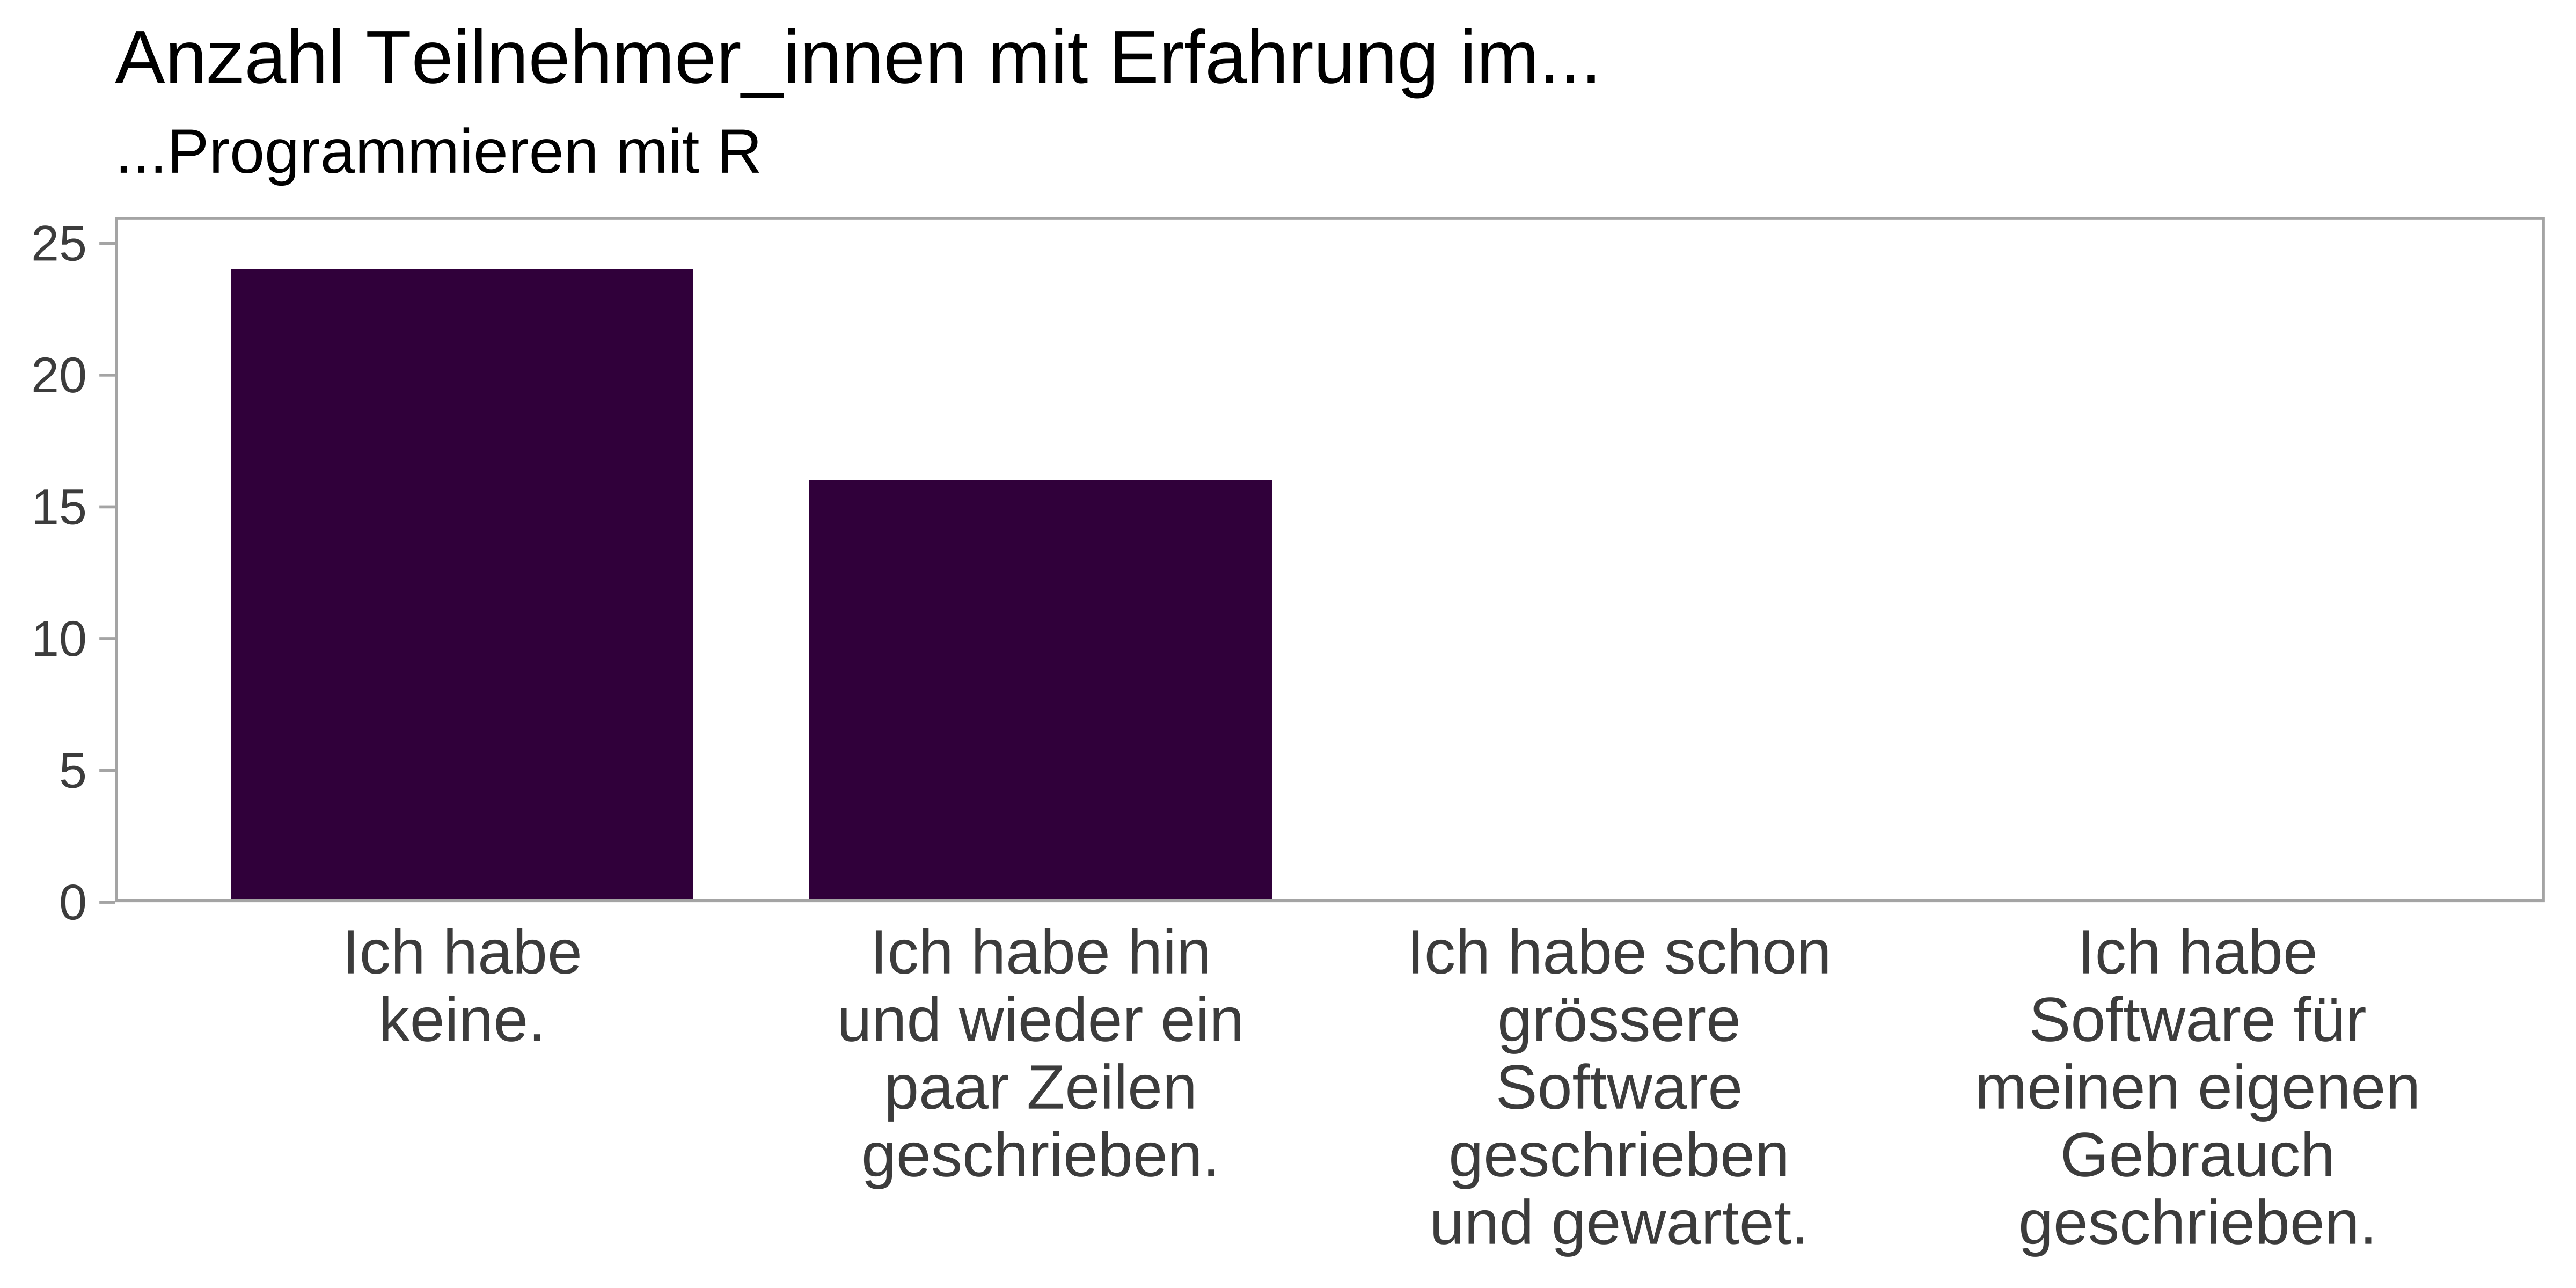 Anzahl Teilnehmer_innen mit Erfahrung im...
...Programmieren mit R
25
20
15
10
5
0
Ich habe
keine.
Ich habe hin
und wieder ein
paar Zeilen
geschrieben.
Ich habe schon
grössere
Software
geschrieben
und gewartet.
Ich habe
Software für
meinen eigenen
Gebrauch
geschrieben.